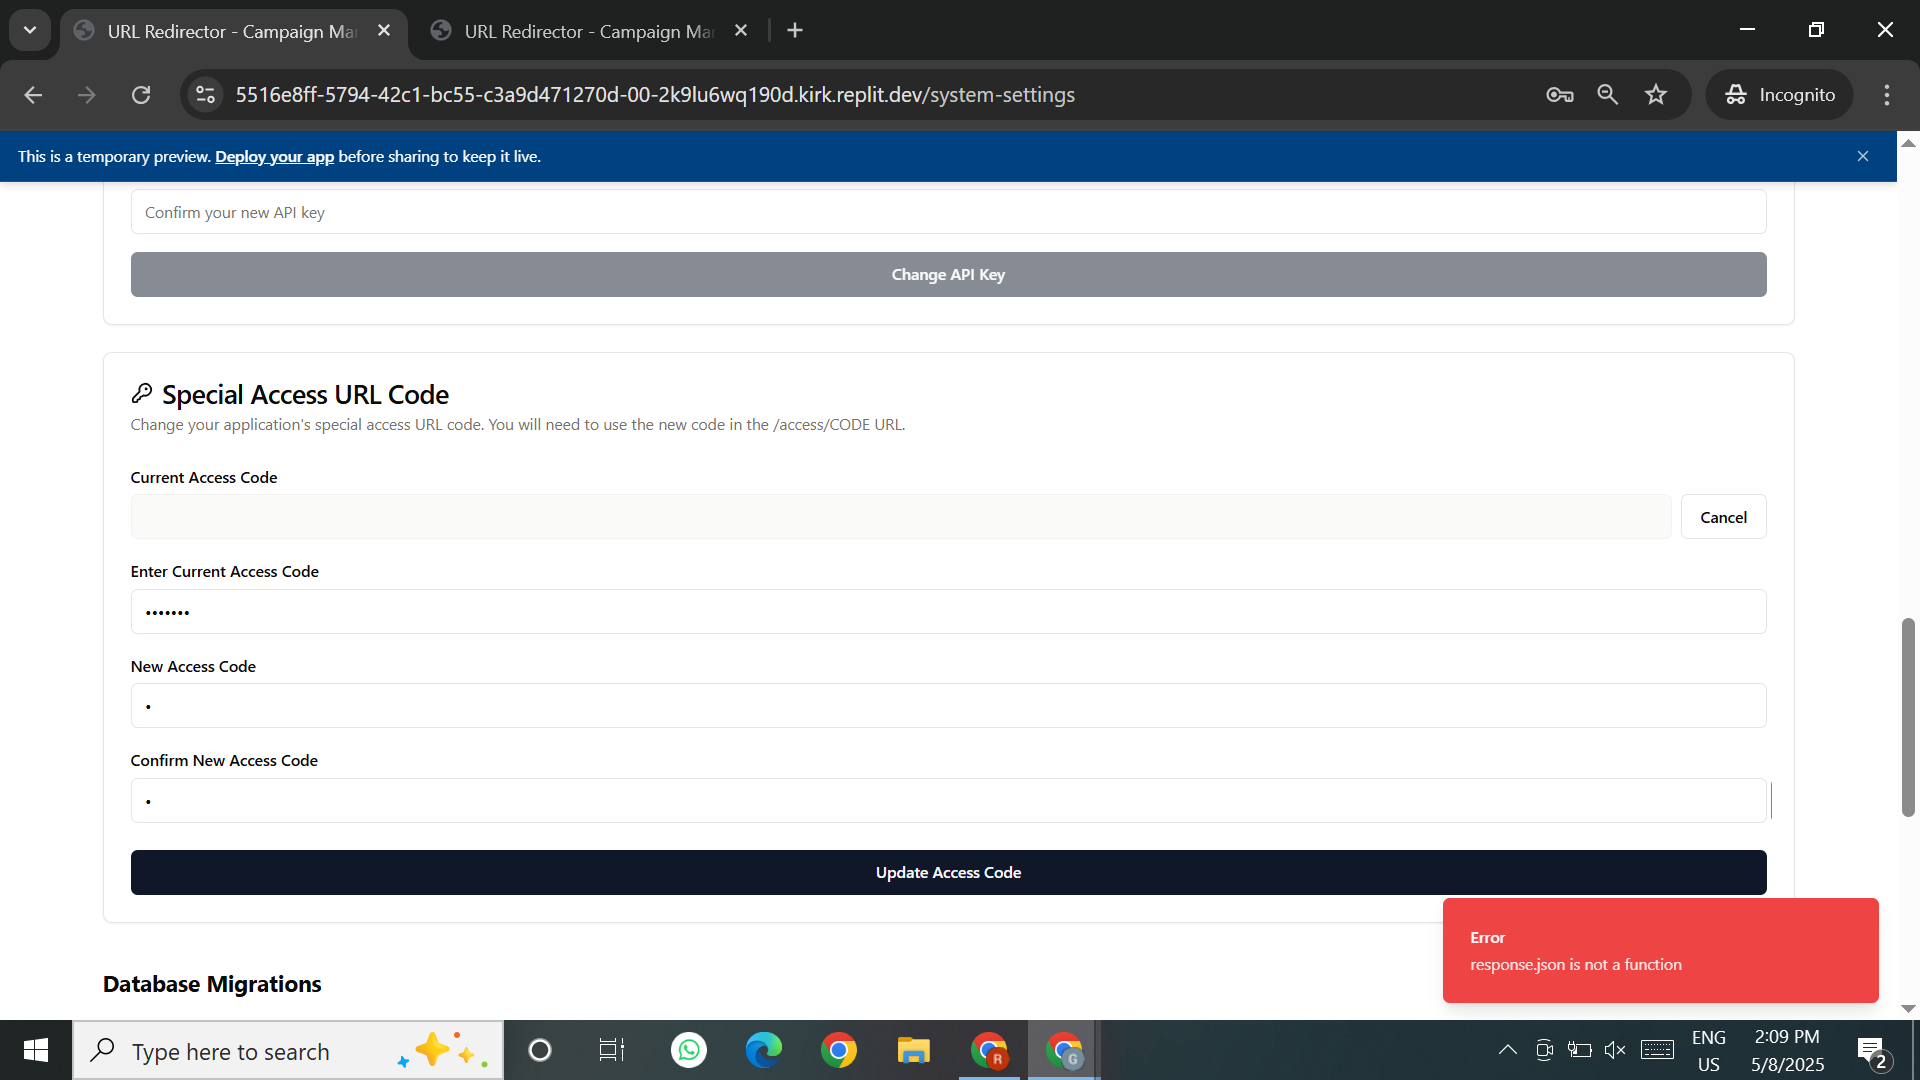 URL Redirector - Campaign Mar
URL Redirector - Campaign Mar
5516e8ff-5794-42c1-bc55-c3a9d471270d-00-2k9lu6wq190d.kirk.replit.dev/system-settings
Incognito
This is a temporary preview. Deploy your app before sharing to keep it live.
Confirm your new API key
Change API Key
Special Access URL Code
Change your application's special access URL code. You will need to use the new code in the /access/CODE URL.
Current Access Code
Cancel
Enter Current Access Code
•••••••
New Access Code
•
Confirm New Access Code
•
Update Access Code
Error
response.json is not a function
Database Migrations
Type here to search
R
G
ENG
US
2:09 PM
5/8/2025
2